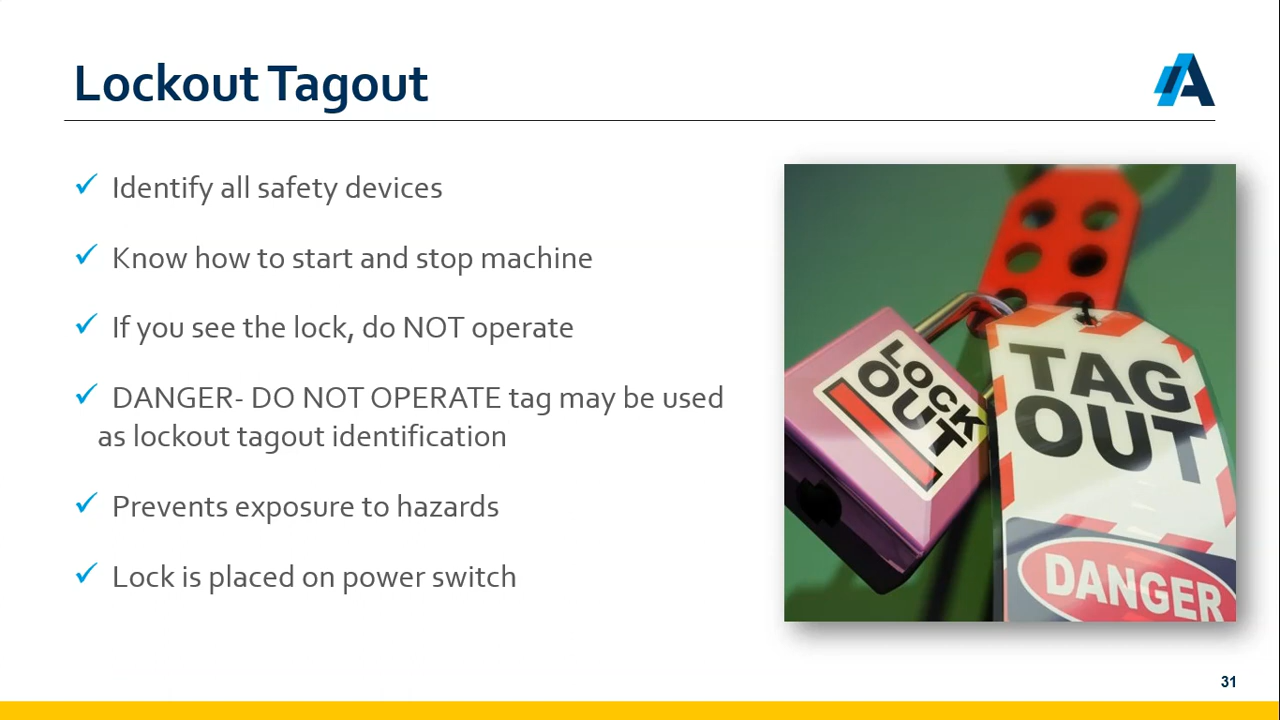 Lockout Tagout
Identify all safety devices
Know how to start and stop machine
If you see the lock, do NOT operate
DANGER- DO NOT OPERATE tag may be used
as lockout tagout identification
Prevents exposure to hazards
Lock is placed on power switch
LOCK
OUT
TAG
OUT
DANGER
31